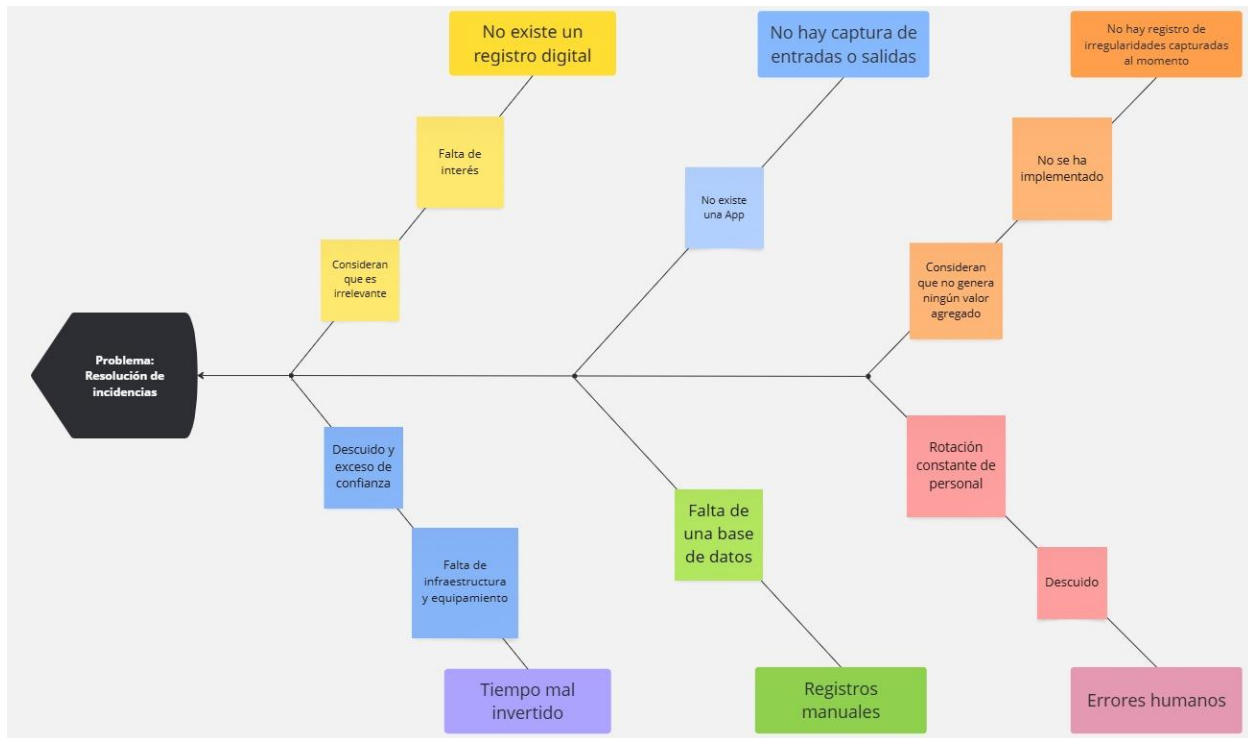 No existe un
registro digital
No hay captura de
entradas o salidas
No hay registro de
irregularidades capturadas
al momento
Falta de
interés
No se ha
implementado
No existe
una App
Consideran
que es
irrelevante
Consideran
que no genera
ningún valor
agregado
Problema:
Resolución de
incidencias
Descuido y
exceso de
confianza
Rotación
constante de
personal
Falta de
una base
de datos
Falta de
infraestructura
y equipamiento
Descuido
Tiempo mal
invertido
Registros
manuales
Errores humanos